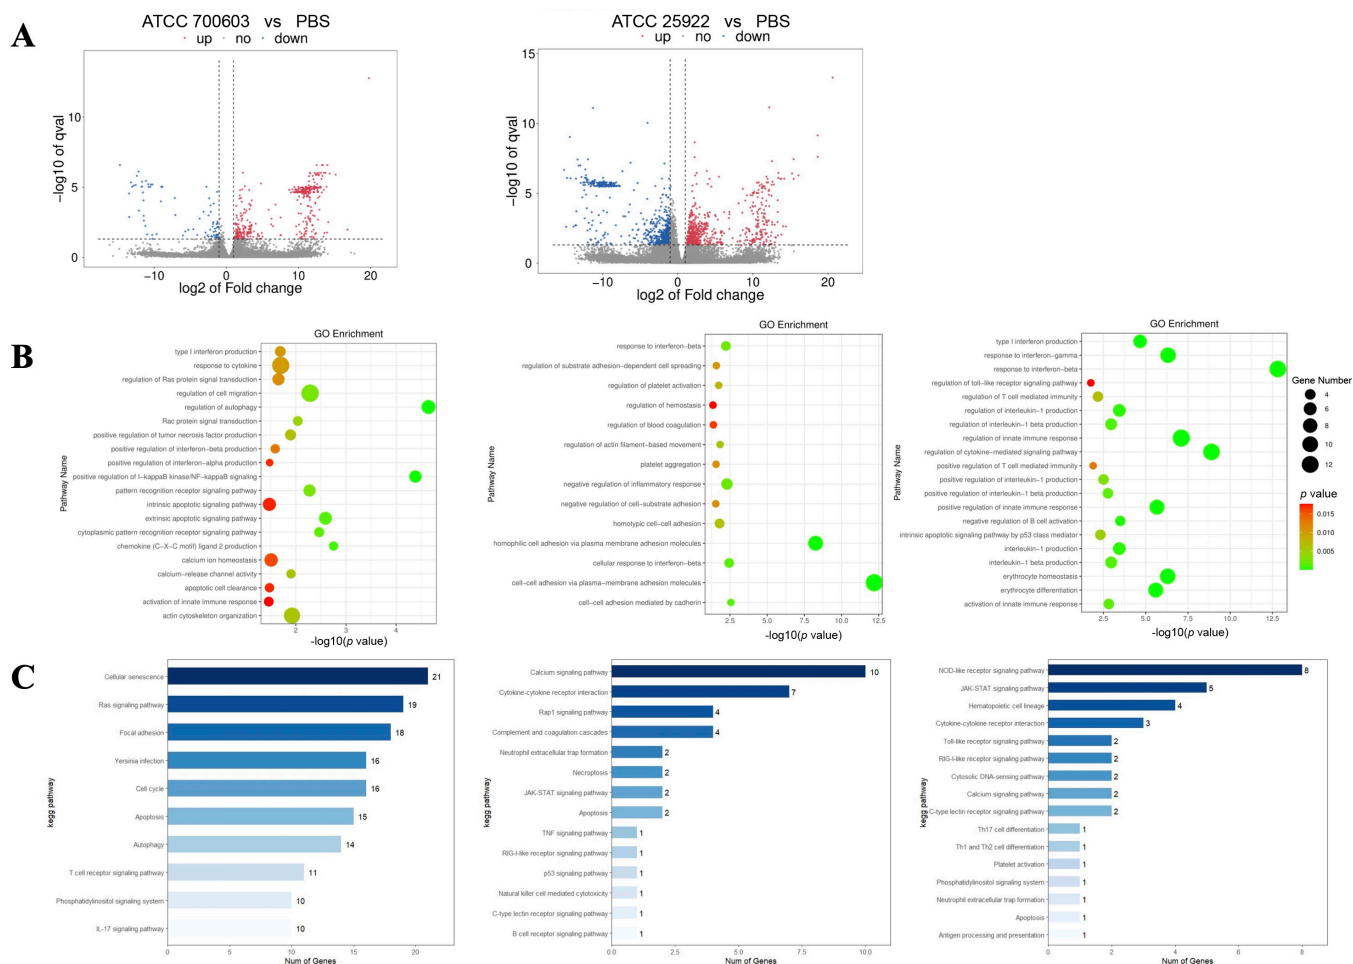 A
ATCC 700603 vs PBS
up no down
−log10 of qval
10
5
0
−10 0 10 20
log2 of Fold change
ATCC 25922 vs PBS
up no down
−log10 of qval
15
10
5
0
−10 0 10 20
log2 of Fold change
B
GO Enrichment
Pathway Name
type I interferon production
response to cytokine
regulation of Ras protein signal transduction
regulation of cell migration
regulation of autophagy
Rac protein signal transduction
positive regulation of tumor necrosis factor production
positive regulation of interferon−beta production
positive regulation of interferon−alpha production
positive regulation of I−kappaB kinase/NF−kappaB signaling
pattern recognition receptor signaling pathway
intrinsic apoptotic signaling pathway
extrinsic apoptotic signaling pathway
cytoplasmic pattern recognition receptor signaling pathway
chemokine (C−X−C motif) ligand 2 production
calcium ion homeostasis
calcium−release channel activity
apoptotic cell clearance
activation of innate immune response
actin cytoskeleton organization
2 3 4
-log10(p value)
GO Enrichment
Pathway Name
response to interferon−beta
regulation of substrate adhesion−dependent cell spreading
regulation of platelet activation
regulation of hemostasis
regulation of blood coagulation
regulation of actin filament−based movement
platelet aggregation
negative regulation of inflammatory response
negative regulation of cell−substrate adhesion
homotypic cell−cell adhesion
homophilic cell adhesion via plasma membrane adhesion molecules
cellular response to interferon−beta
cell−cell adhesion via plasma−membrane adhesion molecules
cell−cell adhesion mediated by cadherin
2.5 5.0 7.5 10.0 12.5
-log10(p value)
GO Enrichment
Pathway Name
type I interferon production
response to interferon−gamma
response to interferon−beta
regulation of toll−like receptor signaling pathway
regulation of T cell mediated immunity
regulation of interleukin−1 production
regulation of interleukin−1 beta production
regulation of innate immune response
regulation of cytokine−mediated signaling pathway
positive regulation of T cell mediated immunity
positive regulation of interleukin−1 production
positive regulation of interleukin−1 beta production
positive regulation of innate immune response
negative regulation of B cell activation
intrinsic apoptotic signaling pathway by p53 class mediator
interleukin−1 production
interleukin−1 beta production
erythrocyte homeostasis
erythrocyte differentiation
activation of innate immune response
2.5 5.0 7.5 10.0 12.5
-log10(p value)
Gene Number
4
6
8
10
12
p value
0.015
0.010
0.005
C
kegg pathway
Cellular senescence 21
Ras signaling pathway 19
Focal adhesion 18
Yersinia infection 16
Cell cycle 16
Apoptosis 15
Autophagy 14
T cell receptor signaling pathway 11
Phosphatidylinositol signaling system 10
IL−17 signaling pathway 10
0 5 10 15 20
Num of Genes
kegg pathway
Calcium signaling pathway 10
Cytokine−cytokine receptor interaction 7
Rap1 signaling pathway 4
Complement and coagulation cascades 4
Neutrophil extracellular trap formation 2
Necroptosis 2
JAK−STAT signaling pathway 2
Apoptosis 2
TNF signaling pathway 1
RIG−I−like receptor signaling pathway 1
p53 signaling pathway 1
Natural killer cell mediated cytotoxicity 1
C−type lectin receptor signaling pathway 1
B cell receptor signaling pathway 1
0.0 2.5 5.0 7.5 10.0
Num of Genes
kegg pathway
NOD−like receptor signaling pathway 8
JAK−STAT signaling pathway 5
Hematopoietic cell lineage 4
Cytokine−cytokine receptor interaction 3
Toll−like receptor signaling pathway 2
RIG−I−like receptor signaling pathway 2
Cytosolic DNA−sensing pathway 2
Calcium signaling pathway 2
C−type lectin receptor signaling pathway 2
Th17 cell differentiation 1
Th1 and Th2 cell differentiation 1
Platelet activation 1
Phosphatidylinositol signaling system 1
Neutrophil extracellular trap formation 1
Apoptosis 1
Antigen processing and presentation 1
0 2 4 6 8
Num of Genes